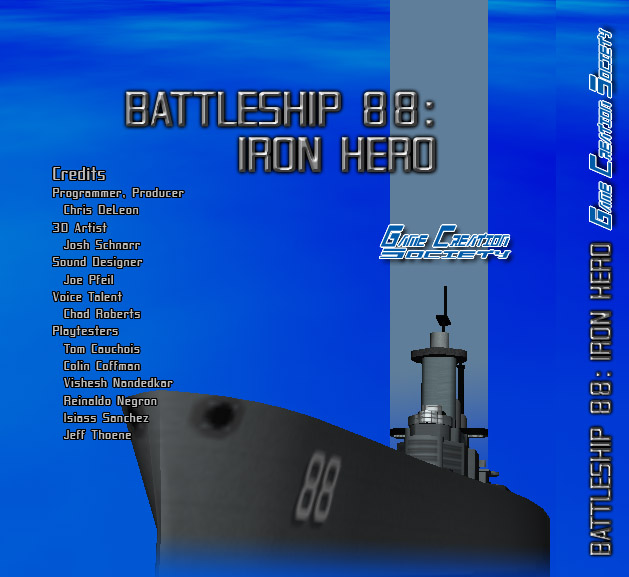 BATTLESHIP 88:
IRON HERO
Credits
Programmer, Producer
Chris DeLeon
3D Artist
Josh Schnarr
Sound Designer
Joe Pfeil
Voice Talent
Chad Roberts
Playtesters
Tom Cauchois
Colin Coffman
Vishesh Nandedkar
Reinaldo Negron
Isiass Sanchez
Jeff Thoene
GAME CREATION
SOCIETY
88
BATTLESHIP 88: IRON HERO GAME CREATION SOCIETY